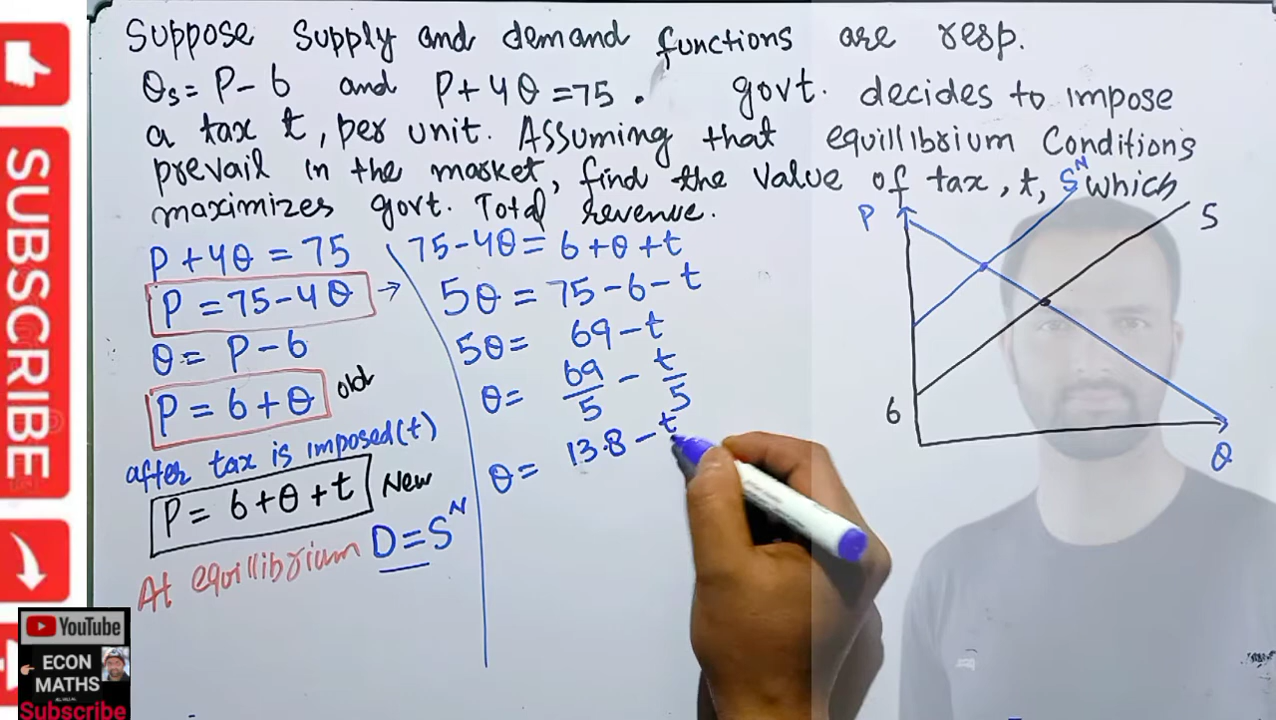 Suppose Supply and demand functions are resp.
Qs = P - 6 and P + 4Q = 75. govt. decides to impose
a tax t, per unit. Assuming that equillibrium Conditions
prevail in the market, find the value of tax, t, which
maximizes govt. Total revenue.
P + 4Q = 75
P = 75 - 4Q →
Q = P - 6
P = 6 + Q old
after tax is imposed (t)
P = 6 + Q + t New
At equillibrium D = S^N
75 - 4Q = 6 + Q + t
5Q = 75 - 6 - t
5Q = 69 - t
Q = 69/5 - t/5
Q = 13.8 - t
S^N
P
S
6
Q
SUBSCRIBE
YouTube
ECON
MATHS
Subscribe